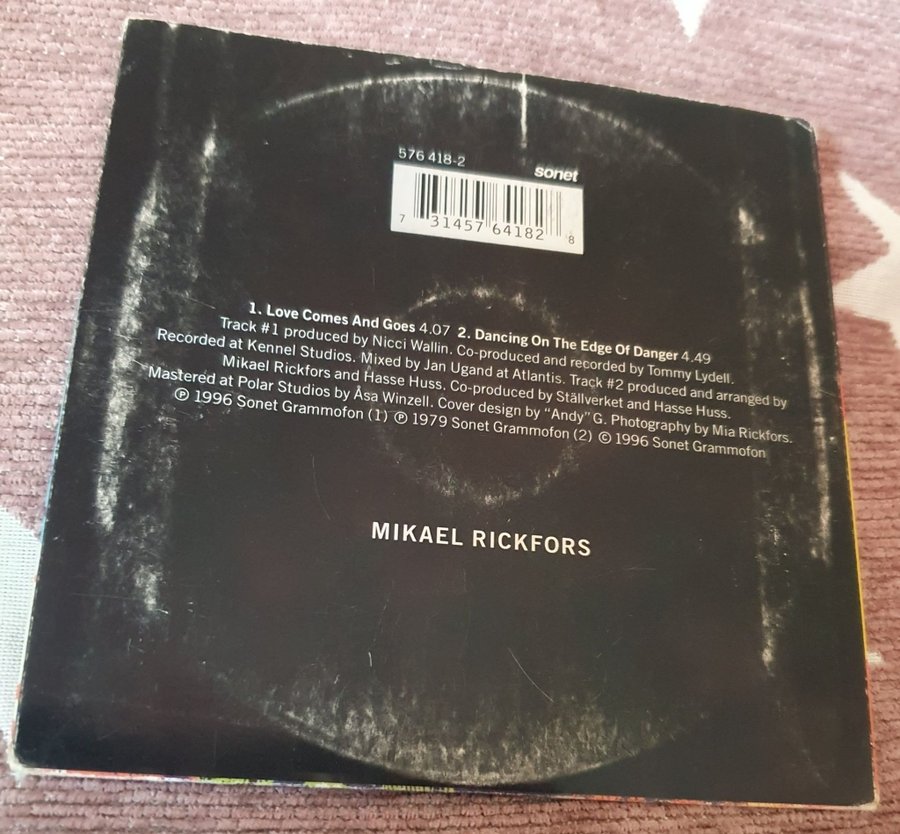 576 418-2
sonet
7 31457 64182 8
1. Love Comes And Goes 4.07 2. Dancing On The Edge Of Danger 4.49
Track #1 produced by Nicci Wallin. Co-produced and recorded by Tommy Lydell.
Recorded at Kennel Studios. Mixed by Jan Ugand at Atlantis. Track #2 produced and arranged by
Mikael Rickfors and Hasse Huss. Co-produced by Ställverket and Hasse Huss.
Mastered at Polar Studios by Åsa Winzell. Cover design by "Andy" G. Photography by Mia Rickfors.
℗ 1996 Sonet Grammofon (1) ℗ 1979 Sonet Grammofon (2) © 1996 Sonet Grammofon
MIKAEL RICKFORS